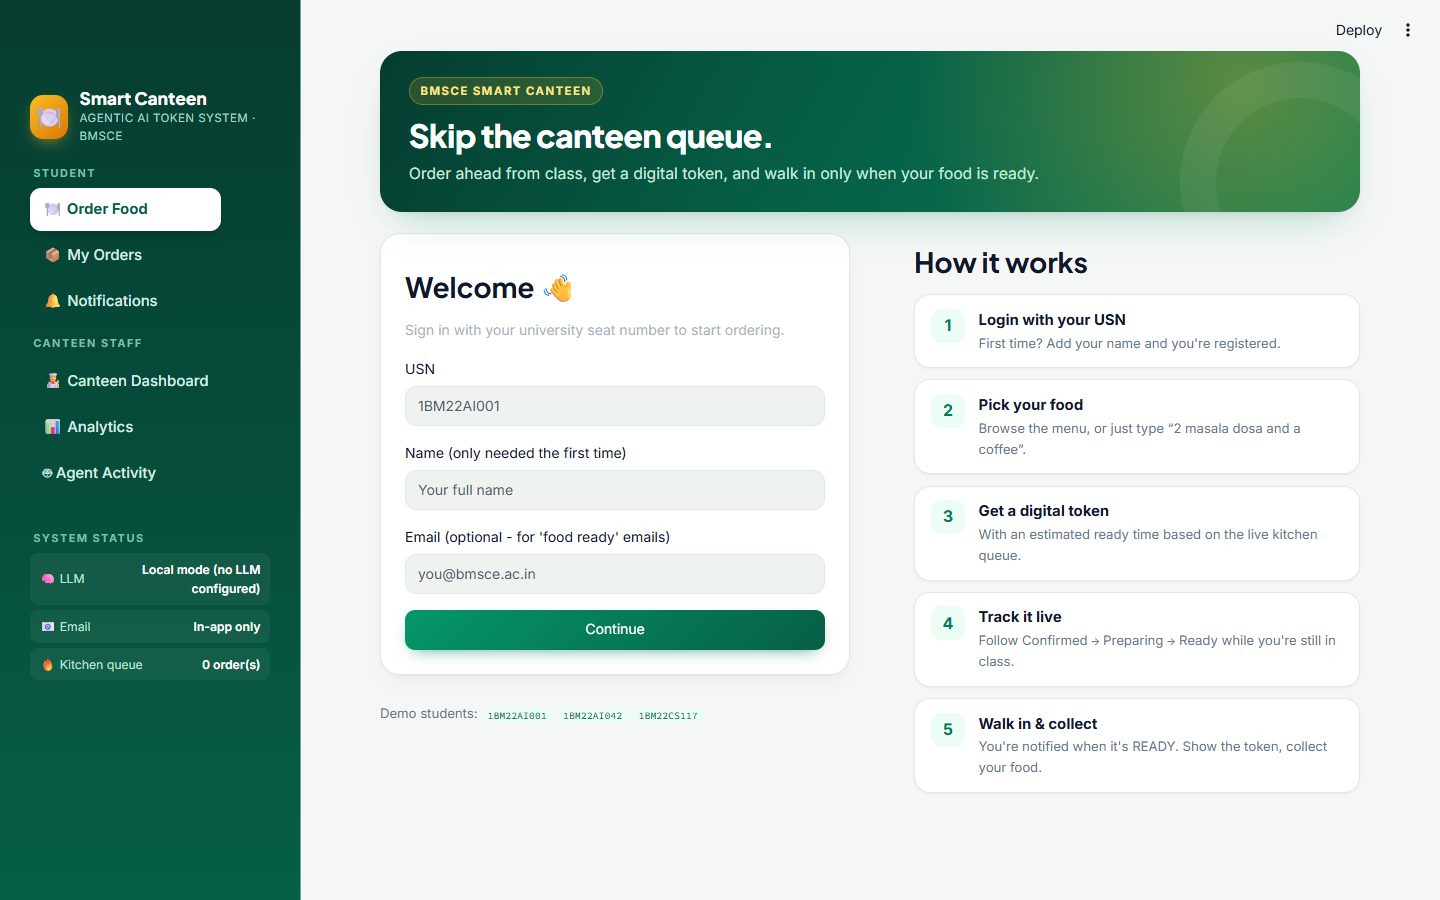 Deploy
Smart Canteen
AGENTIC AI TOKEN SYSTEM ·
BMSCE
STUDENT
Order Food
My Orders
Notifications
CANTEEN STAFF
Canteen Dashboard
Analytics
Agent Activity
SYSTEM STATUS
LLM
Local mode (no LLM
configured)
Email
In-app only
Kitchen queue
0 order(s)
BMSCE SMART CANTEEN
Skip the canteen queue.
Order ahead from class, get a digital token, and walk in only when your food is ready.
Welcome 👋
Sign in with your university seat number to start ordering.
USN
1BM22AI001
Name (only needed the first time)
Your full name
Email (optional - for 'food ready' emails)
you@bmsce.ac.in
Continue
Demo students: 1BM22AI001 1BM22AI042 1BM22CS117
How it works
1
Login with your USN
First time? Add your name and you're registered.
2
Pick your food
Browse the menu, or just type “2 masala dosa and a
coffee”.
3
Get a digital token
With an estimated ready time based on the live kitchen
queue.
4
Track it live
Follow Confirmed → Preparing → Ready while you're still in
class.
5
Walk in & collect
You're notified when it's READY. Show the token, collect
your food.